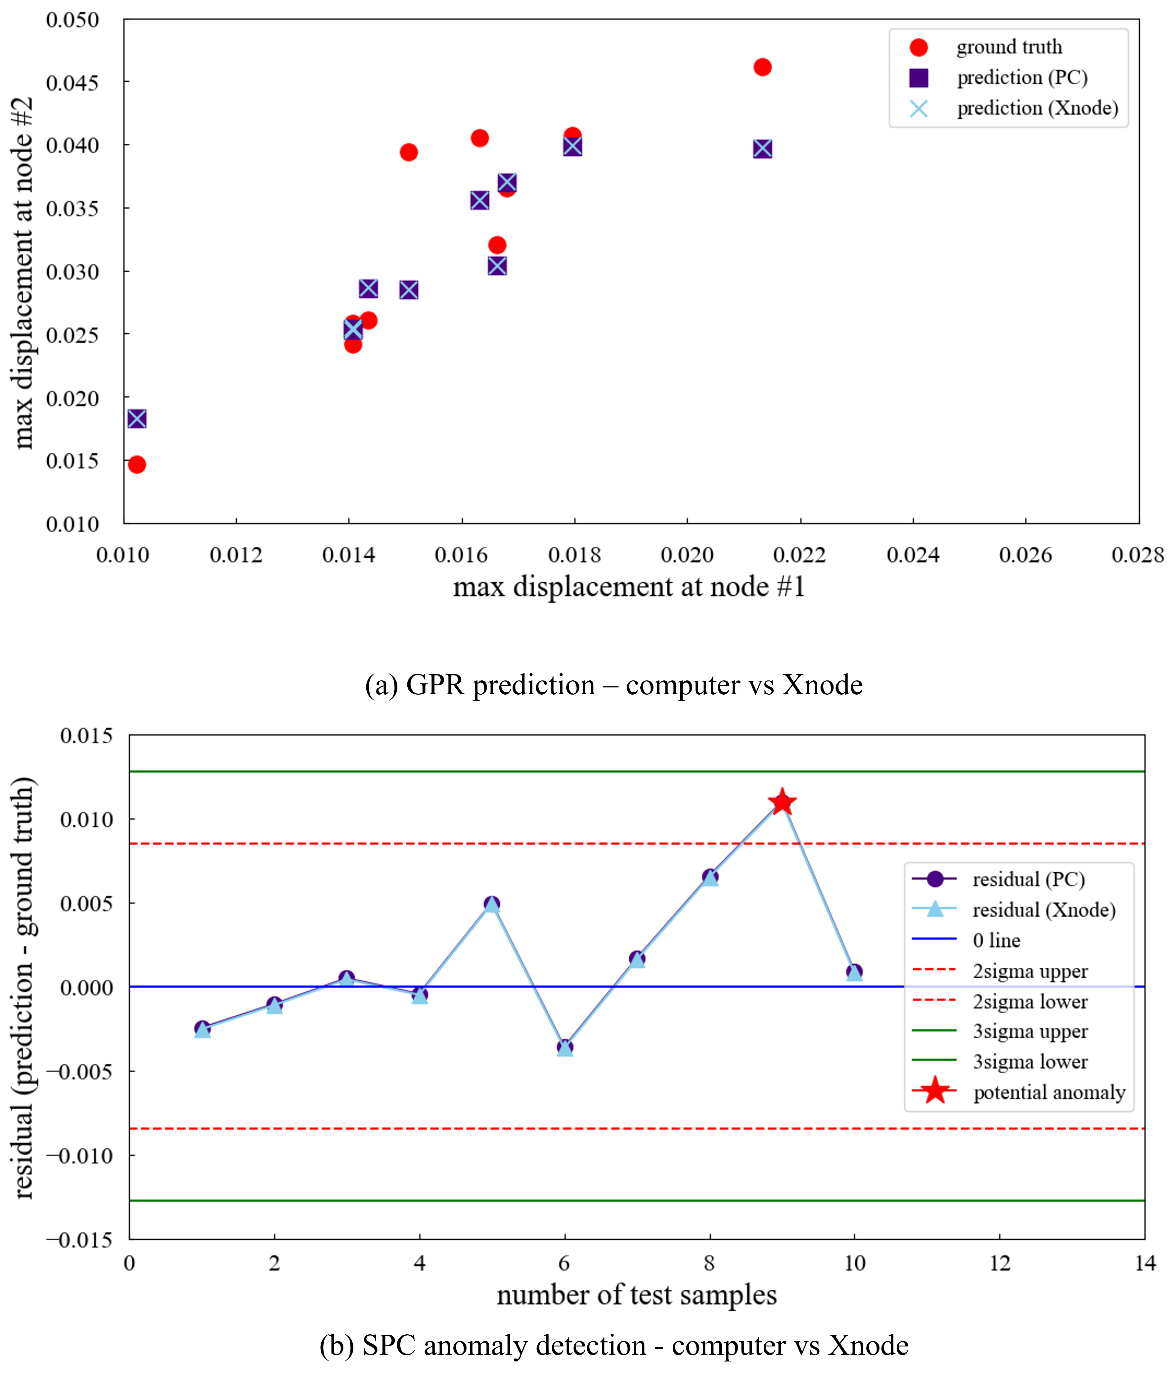 0.050
0.045
0.040
0.035
0.030
0.025
0.020
0.015
0.010
max displacement at node #2
ground truth
prediction (PC)
prediction (Xnode)
0.010 0.012 0.014 0.016 0.018 0.020 0.022 0.024 0.026 0.028
max displacement at node #1
(a) GPR prediction – computer vs Xnode
0.015
0.010
0.005
0.000
−0.005
−0.010
−0.015
residual (prediction - ground truth)
residual (PC)
residual (Xnode)
0 line
2sigma upper
2sigma lower
3sigma upper
3sigma lower
potential anomaly
0 2 4 6 8 10 12 14
number of test samples
(b) SPC anomaly detection - computer vs Xnode